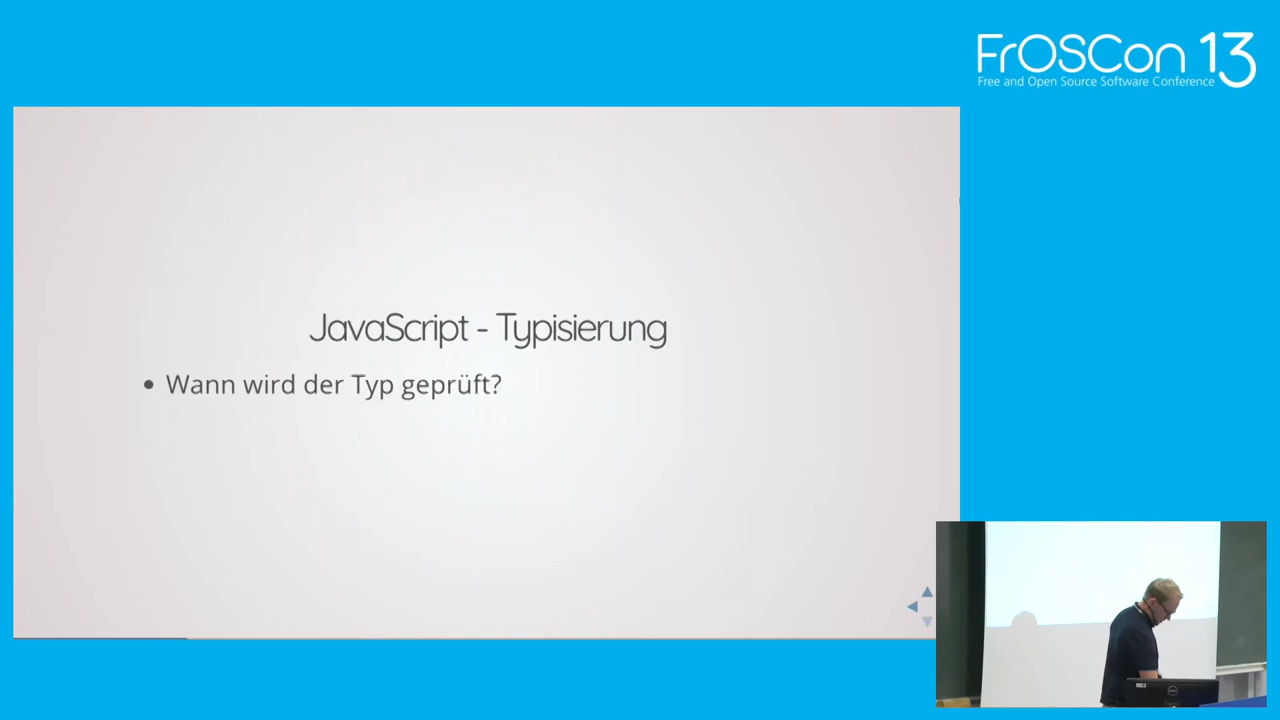 FrOSCon 13
Free and Open Source Software Conference
JavaScript - Typisierung
• Wann wird der Typ geprüft?